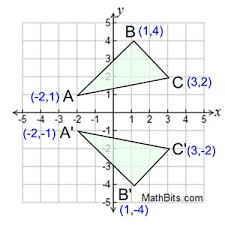 y
B (1,4)
5
4
3
C (3,2)
2
(-2,1) A
1
x
-5 -4 -3 -2 -1 1 2 3 4 5
(-2,-1) A'
-1
C' (3,-2)
-2
-3
-4
B'
-5
(1,-4)
MathBits.com